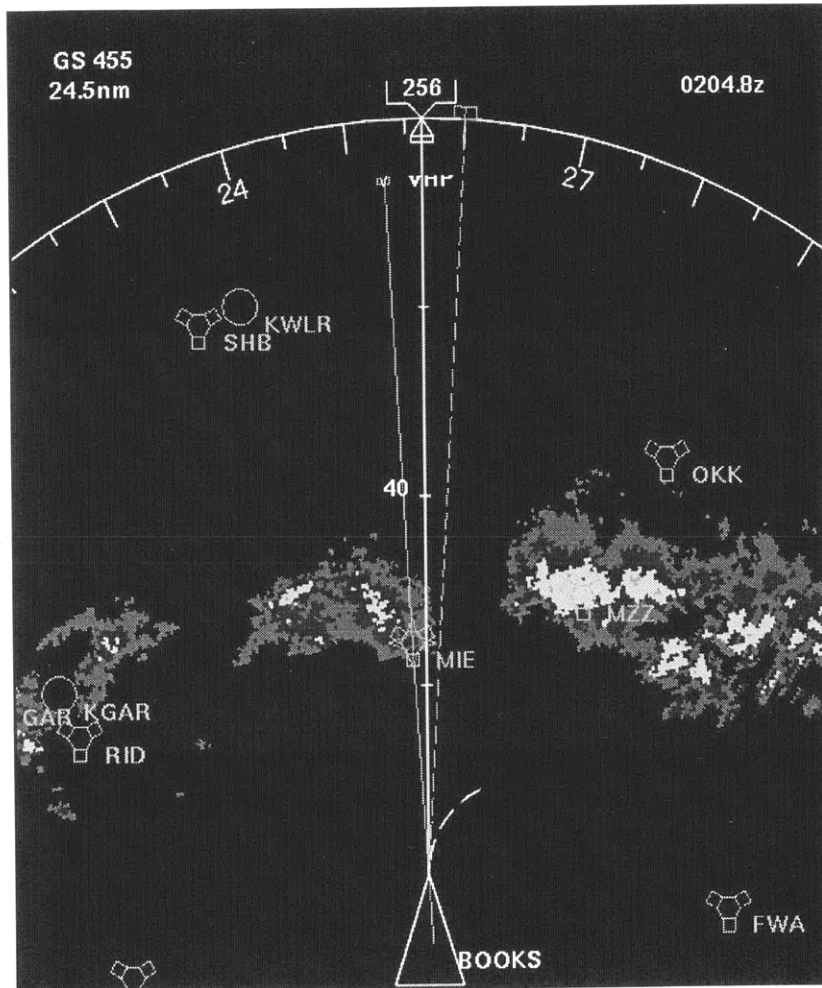 GS 455
24.5nm
256
0204.8z
24
27
VHP
KWLR
SHB
OKK
40
MZZ
MIE
GAR
KGAR
RID
FWA
BOOKS